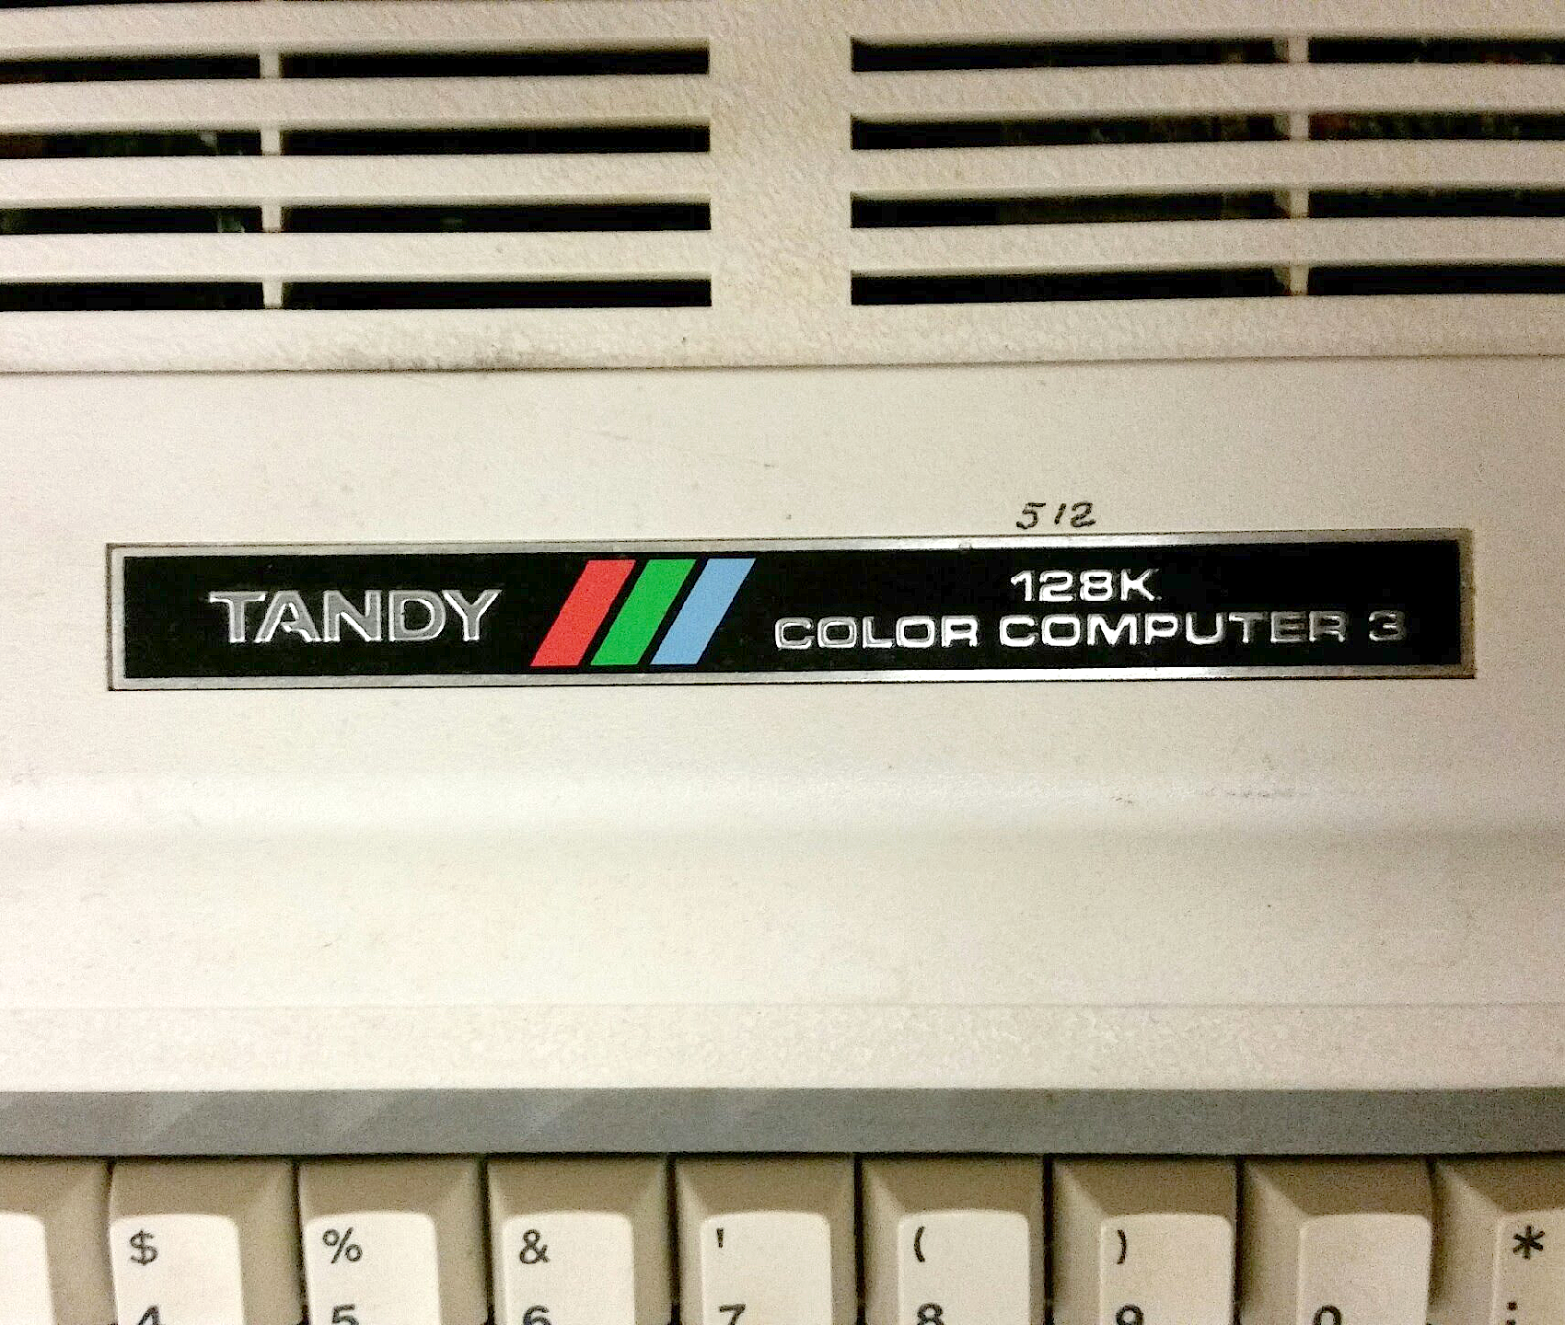 512
TANDY
128K
COLOR COMPUTER 3
$ % & ' ( ) *
4 5 6 7 8 9 0 :